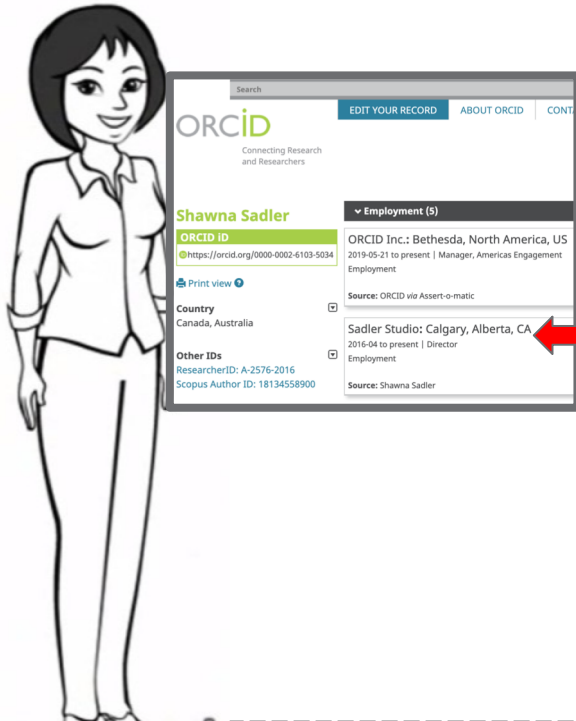 Search
ORCiD
Connecting Research
and Researchers
EDIT YOUR RECORD
ABOUT ORCID
Shawna Sadler
ORCID iD
https://orcid.org/0000-0002-6103-5034
Print view
Country
Canada, Australia
Other IDs
ResearcherID: A-2576-2016
Scopus Author ID: 18134558900
Employment (5)
ORCID Inc.: Bethesda, North America, US
2019-05-21 to present | Manager, Americas Engagement
Employment
Source: ORCID via Assert-o-matic
Sadler Studio: Calgary, Alberta, CA
2016-04 to present | Director
Employment
Source: Shawna Sadler